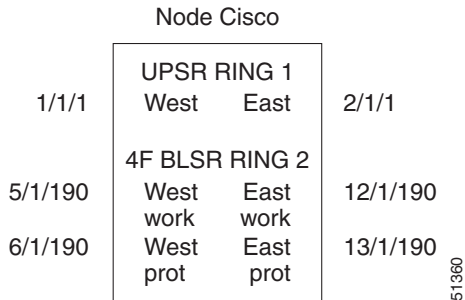 Node Cisco
UPSR RING 1
1/1/1 West East 2/1/1
4F BLSR RING 2
5/1/190 West East 12/1/190
work work
6/1/190 West East 13/1/190
prot prot
51360